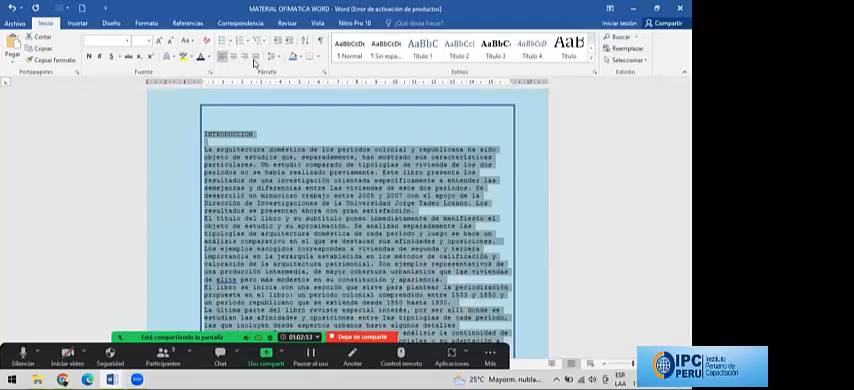 MATERIAL OFIMATICA WORD - Word (Error de activación de productos)
Iniciar sesión
Compartir
Archivo Inicio Insertar Diseño Formato Referencias Correspondencia Revisar Vista Nitro Pro 10 ¿Qué desea hacer?
Pegar
Cortar
Copiar
Copiar formato
Portapapeles
Fuente
Párrafo
AaBbCcDc AaBbCcDc AaBbC AaBbCcl AaBbC AaBbCcD AaB
¶ Normal ¶ Sin espa... Título 1 Título 2 Título 3 Título 4 Título
Estilos
Buscar
Reemplazar
Seleccionar
Edición
INTRODUCCION
La arquitectura doméstica de los periodos colonial y republicana ha sido
objeto de estudios que, separadamente, han mostrado sus características
particulares. Un estudio comparado de tipologías de vivienda de los dos
periodos no se había realizado previamente. Este libro presenta los
resultados de una investigación orientada específicamente a entender las
semejanzas y diferencias entre las viviendas de esos dos periodos. Se
desarrolló un minucioso trabajo entre 2005 y 2007 con el apoyo de la
Dirección de Investigaciones de la Universidad Jorge Tadeo Lozano. Los
resultados se presentan ahora con gran satisfacción.
El título del libro y su subtítulo ponen inmediatamente de manifiesto el
objeto de estudio y su aproximación. Se analizan separadamente las
tipologías de arquitectura doméstica de cada periodo y luego se hace un
análisis comparativo en el que se destacan sus afinidades y oposiciones.
Los ejemplos escogidos corresponden a viviendas de segunda y tercera
importancia en la jerarquía establecida en los métodos de calificación y
valoración de la arquitectura patrimonial. Son ejemplos representativos de
una producción intermedia, de mayor cobertura urbanística que las viviendas
de elite pero más modestos en su constitución y apariencia.
El libro se inicia con una sección que sirve para plantear la periodización
propuesta en el libro: un periodo colonial comprendido entre 1533 y 1850 y
un periodo republicano que se extiende desde 1850 hasta 1930.
La última parte del libro reviste especial interés, por ser allí donde se
estudian las afinidades y oposiciones entre las tipologías de cada periodo,
las que incluyen desde aspectos urbanos hasta algunos detalles
análisis la continuidad de
Está compartiendo la pantalla
01:02:53
Dejar de compartir
Silenciar
Iniciar vídeo
Seguridad
Participantes
9
Chat
Pausa el uso
Anotar
Control remoto
Aplicaciones
Más
25°C Mayorm. nubla...
ESP
LAA
IPC
PERU
Instituto
Peruano de
Capacitación